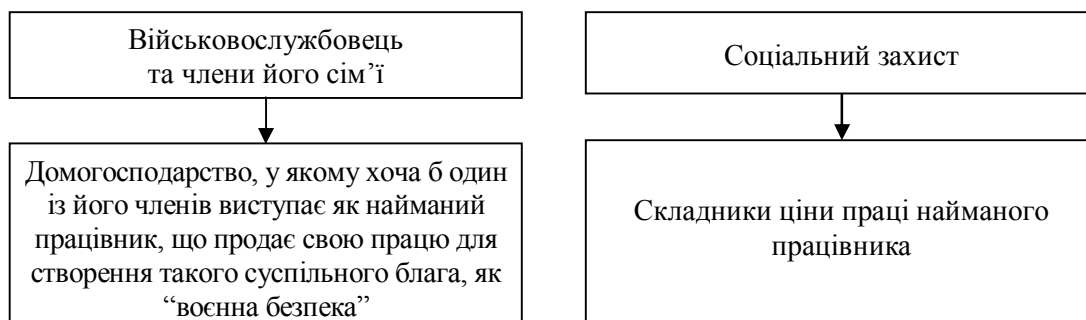 Військовослужбовець
та члени його сім’ї
Соціальний захист
Домогосподарство, у якому хоча б один
із його членів виступає як найманий
працівник, що продає свою працю для
створення такого суспільного блага, як
“воєнна безпека”
Складники ціни праці найманого
працівника